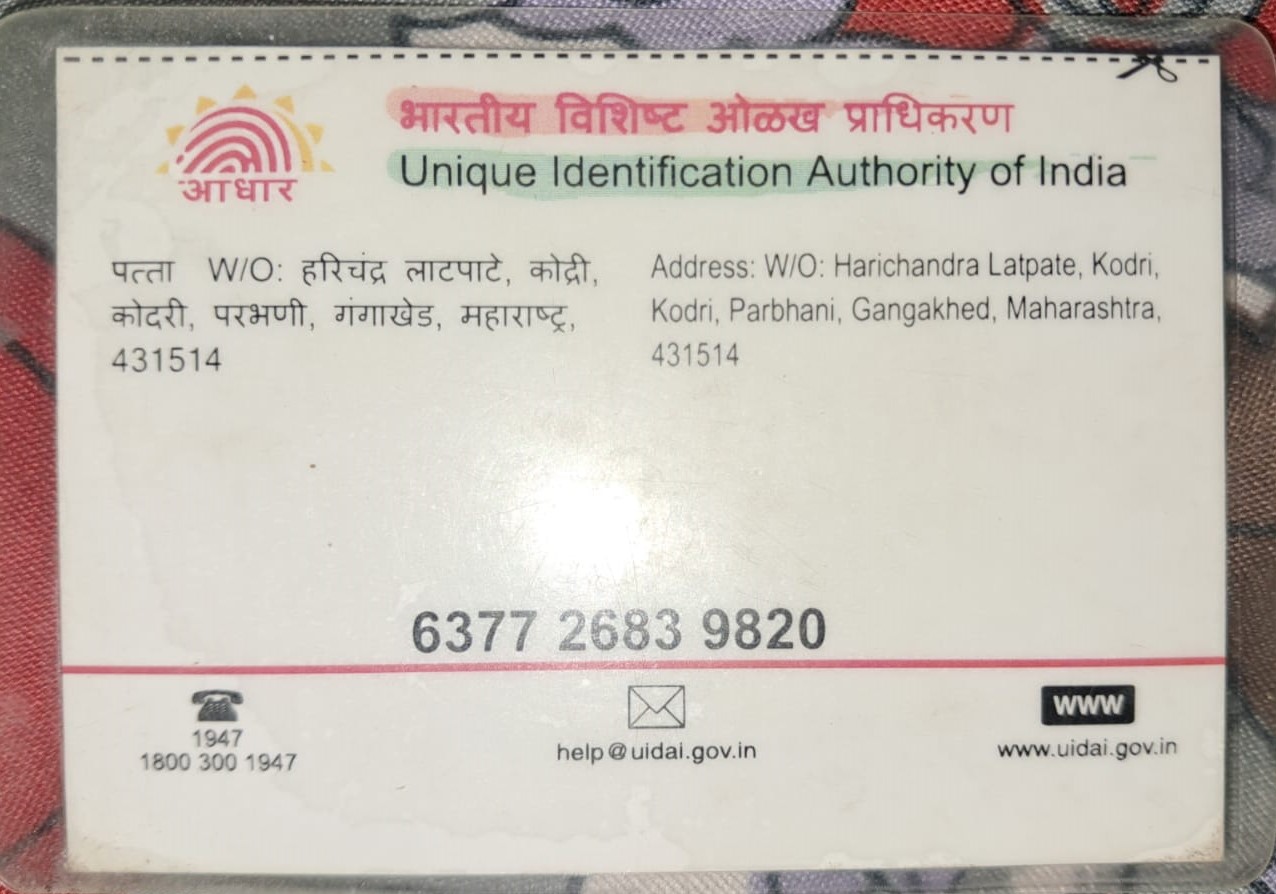 भारतीय विशिष्ट ओळख प्राधिकरण
Unique Identification Authority of India
आधार
पत्ता W/O: हरिचंद्र लाटपाटे, कोद्री,
कोदरी, परभणी, गंगाखेड, महाराष्ट्र,
431514
Address: W/O: Harichandra Latpate, Kodri,
Kodri, Parbhani, Gangakhed, Maharashtra,
431514
6377 2683 9820
1947
1800 300 1947
help@uidai.gov.in
www
www.uidai.gov.in